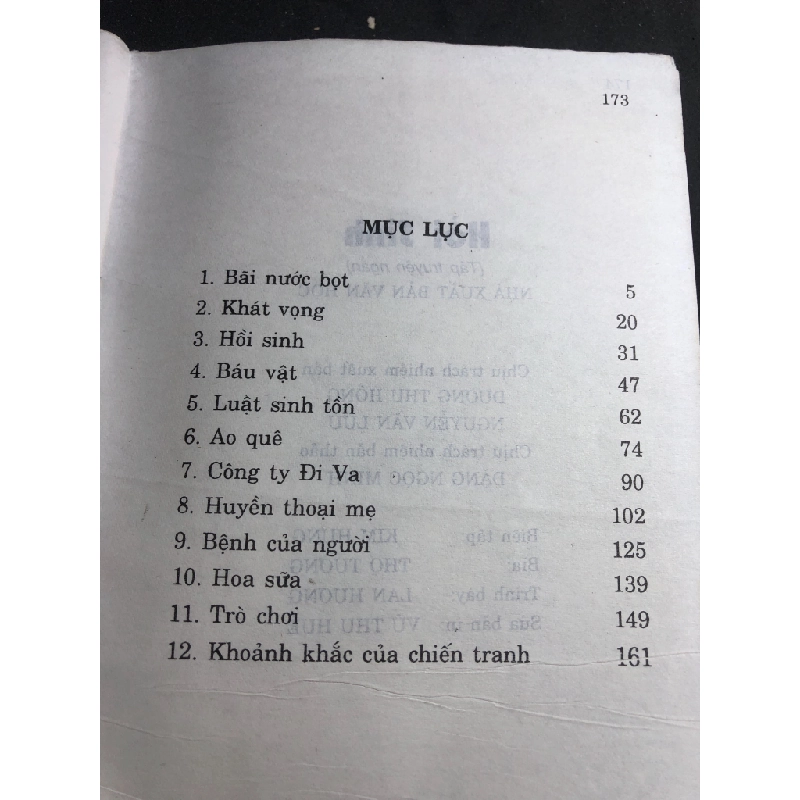 173
MỤC LỤC
1. Bãi nước bọt 5
2. Khát vọng 20
3. Hồi sinh 31
4. Báu vật 47
5. Luật sinh tồn 62
6. Ao quê 74
7. Công ty Đi Va 90
8. Huyền thoại mẹ 102
9. Bệnh của người 125
10. Hoa sữa 139
11. Trò chơi 149
12. Khoảnh khắc của chiến tranh 161